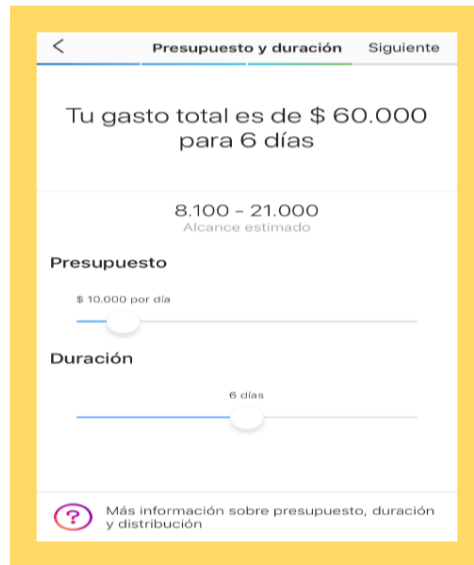 Presupuesto y duración Siguiente
Tu gasto total es de $ 60.000
para 6 días
8.100 – 21.000
Alcance estimado
Presupuesto
$ 10.000 por día
Duración
6 días
? Más información sobre presupuesto, duración
y distribución